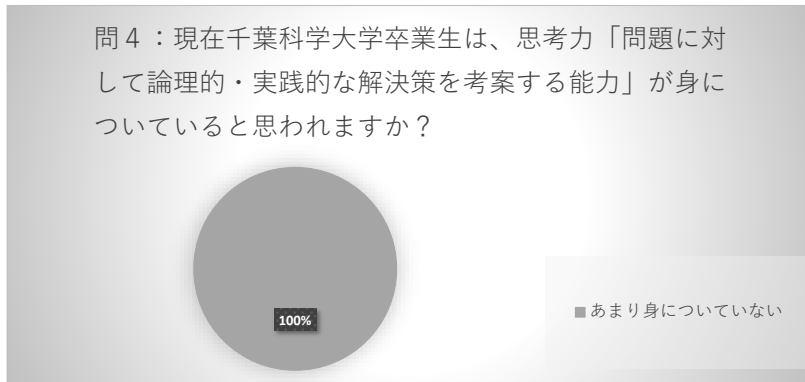 問４：現在千葉科学大学卒業生は、思考力「問題に対
して論理的・実践的な解決策を考案する能力」が身に
ついていると思われますか？
100%
あまり身についていない